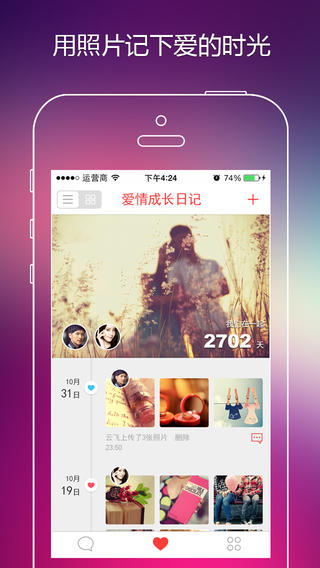 用照片记下爱的时光
运营商
下午4:24
74%
爱情成长日记
我们在一起
2702 天
10月
31日
云飞上传了3张照片 删除
23:50
10月
19日